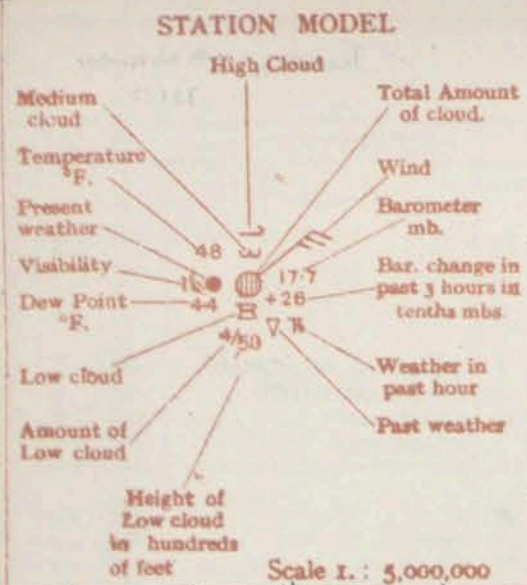 STATION MODEL
High Cloud
Medium
cloud
Total Amount
of cloud.
Temperature
°F.
Wind
Present
weather
Barometer
mb.
Visibility
Bar. change in
past 3 hours in
tenths mbs.
Dew Point
°F.
48
17.7
+26
44
4/50
Low cloud
Weather in
past hour
Amount of
Low cloud
Past weather
Height of
Low cloud
in hundreds
of feet
Scale 1. : 5,000,000